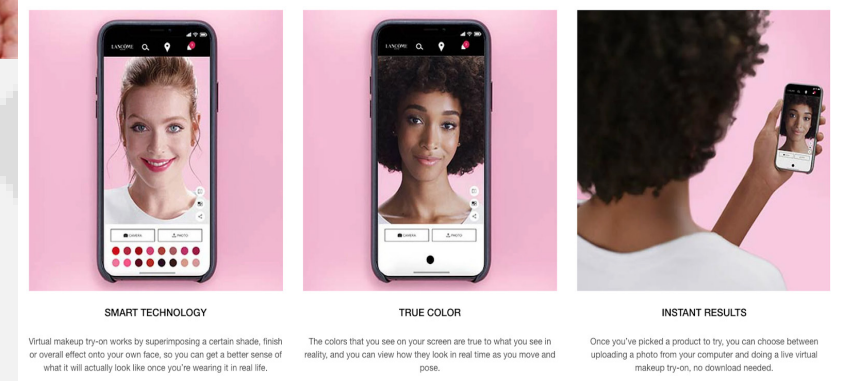 LANCÔME
CAMERA PHOTO
LANCÔME
CAMERA PHOTO
SMART TECHNOLOGY
Virtual makeup try-on works by superimposing a certain shade, finish
or overall effect onto your own face, so you can get a better sense of
what it will actually look like once you're wearing it in real life.
TRUE COLOR
The colors that you see on your screen are true to what you see in
reality, and you can view how they look in real time as you move and
pose.
INSTANT RESULTS
Once you've picked a product to try, you can choose between
uploading a photo from your computer and doing a live virtual
makeup try-on, no download needed.